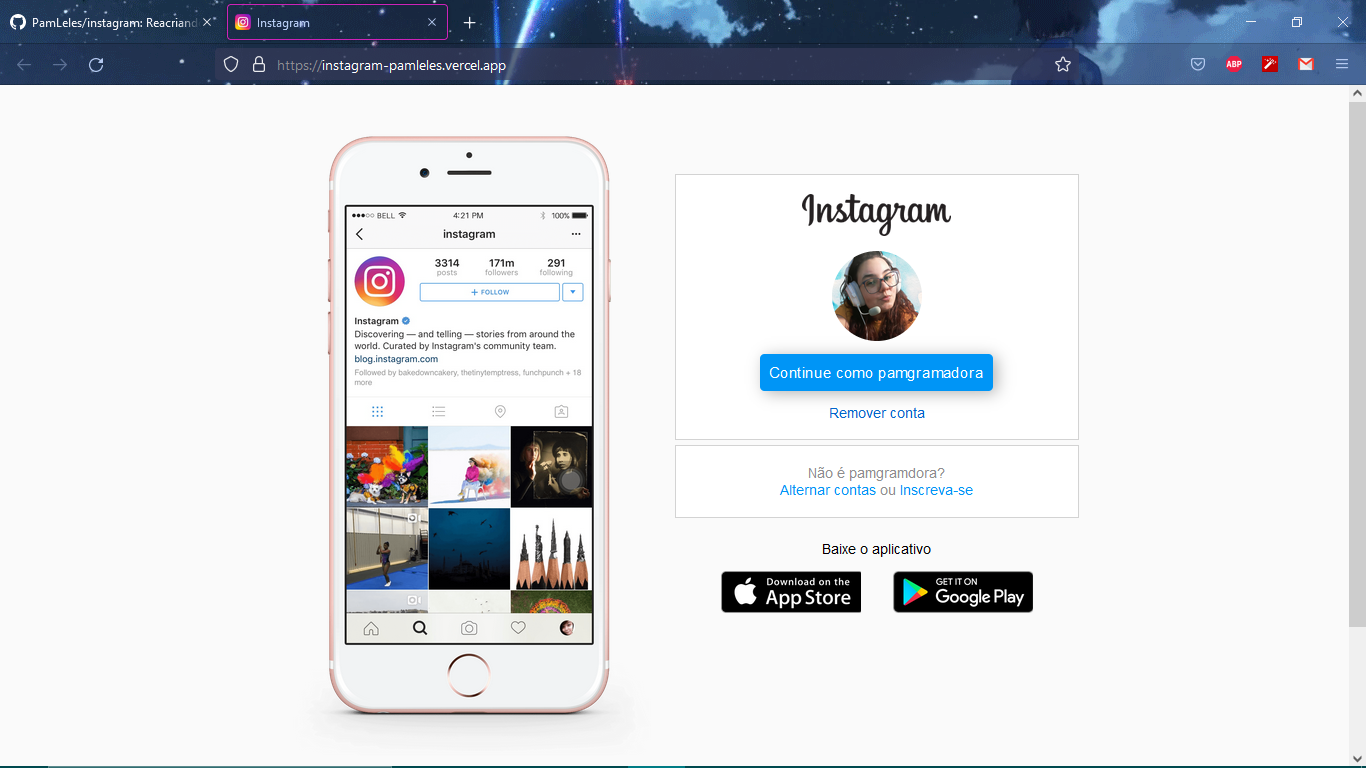 PamLeles/instagram: Reacriand
Instagram
https://instagram-pamleles.vercel.app
ABP
BELL
4:21 PM
100%
instagram
3314
posts
171m
followers
291
following
+ FOLLOW
Instagram
Discovering — and telling — stories from around the
world. Curated by Instagram's community team.
blog.instagram.com
Followed by bakedowncakery, thetinytemptress, funchpunch + 18
more
Instagram
Continue como pamgramadora
Remover conta
Não é pamgramdora?
Alternar contas ou Inscreva-se
Baixe o aplicativo
Download on the
App Store
GET IT ON
Google Play